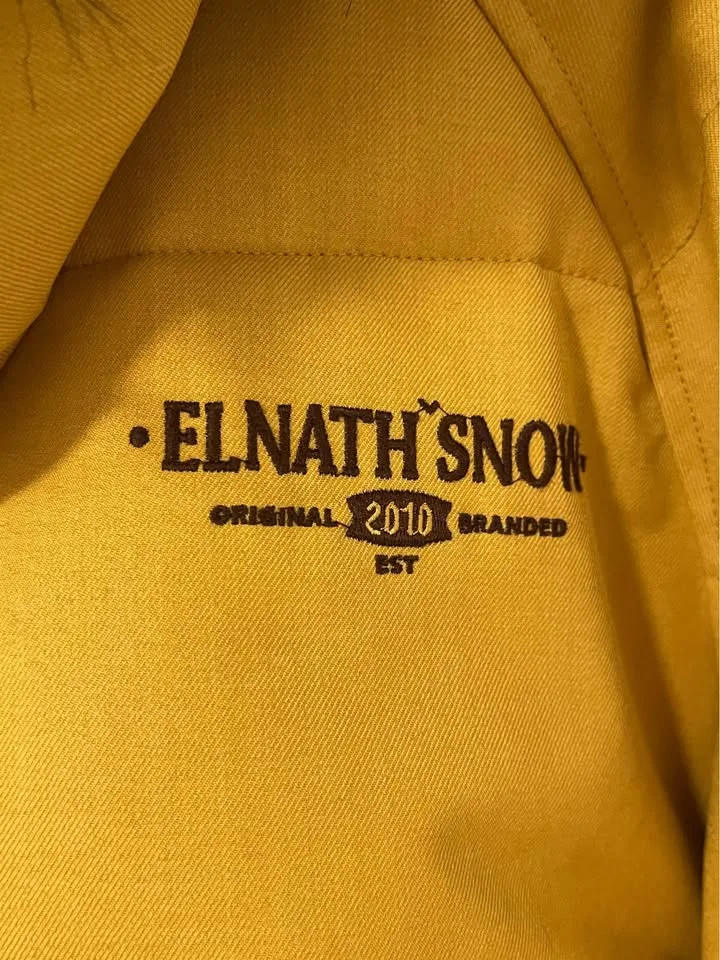 • ELNATH SNOW •
ORIGINAL 2010 BRANDED
EST